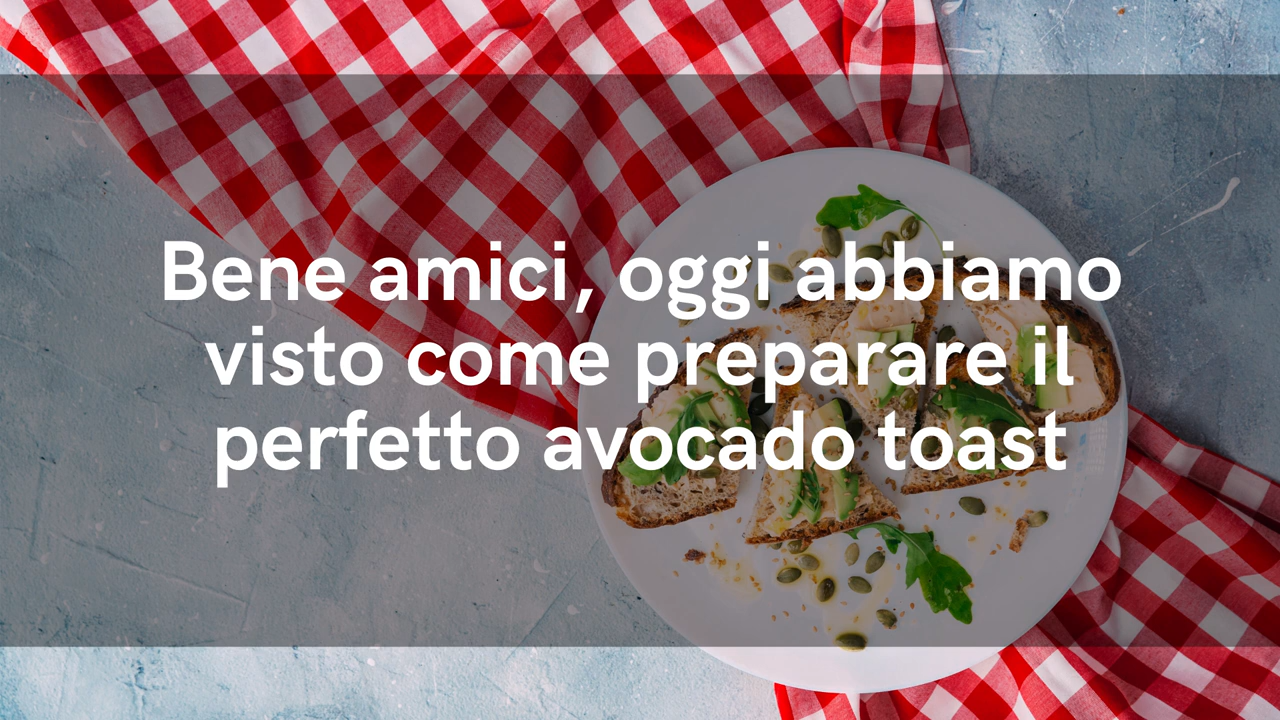 Bene amici, oggi abbiamo
visto come preparare il
perfetto avocado toast